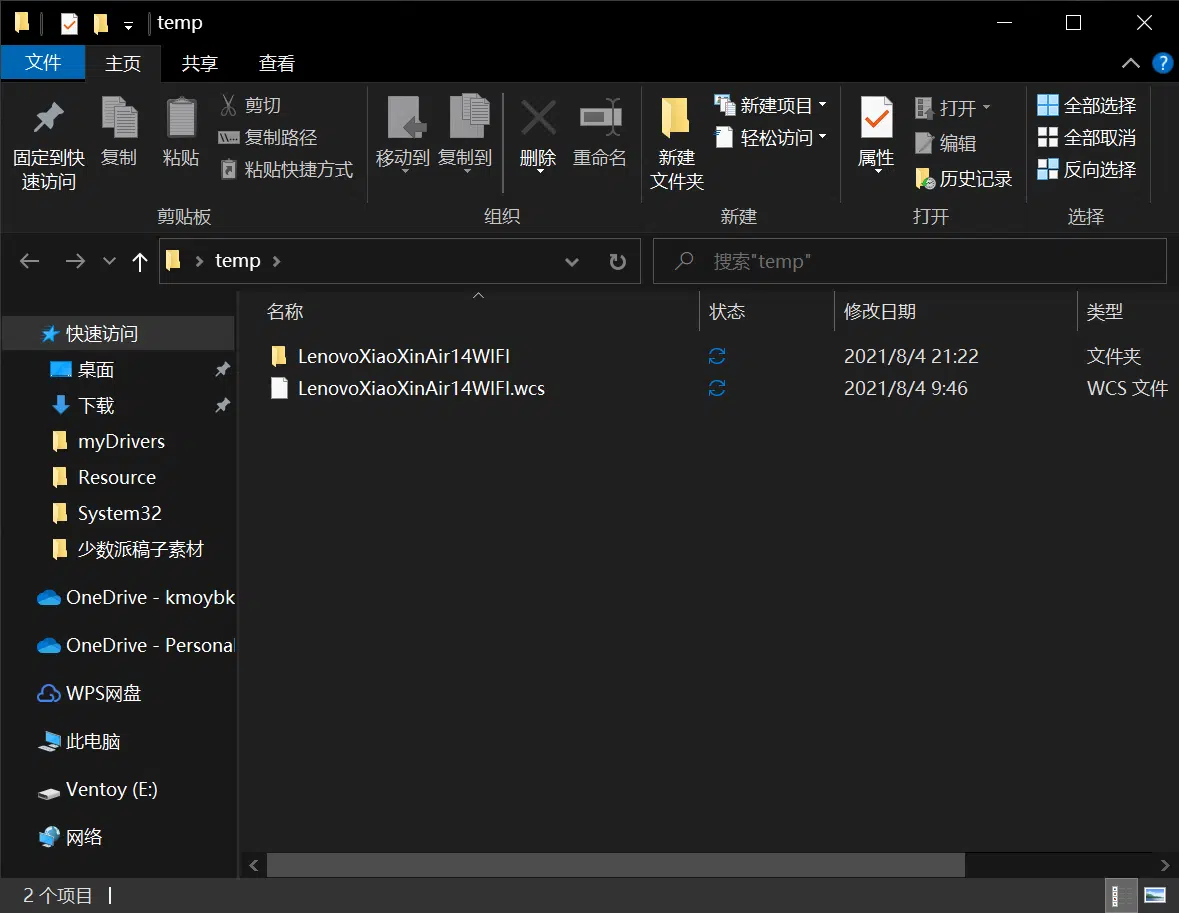 temp
文件 主页 共享 查看
固定到快速访问
复制
粘贴
剪切
复制路径
粘贴快捷方式
剪贴板
移动到
复制到
删除
重命名
组织
新建
文件夹
新建项目
轻松访问
新建
属性
打开
编辑
历史记录
打开
全部选择
全部取消
反向选择
选择
temp
搜索"temp"
快速访问
桌面
下载
myDrivers
Resource
System32
少数派稿子素材
OneDrive - kmoybk
OneDrive - Personal
WPS网盘
此电脑
Ventoy (E:)
网络
名称 状态 修改日期 类型
LenovoXiaoXinAir14WIFI 2021/8/4 21:22 文件夹
LenovoXiaoXinAir14WIFI.wcs 2021/8/4 9:46 WCS 文件
2 个项目